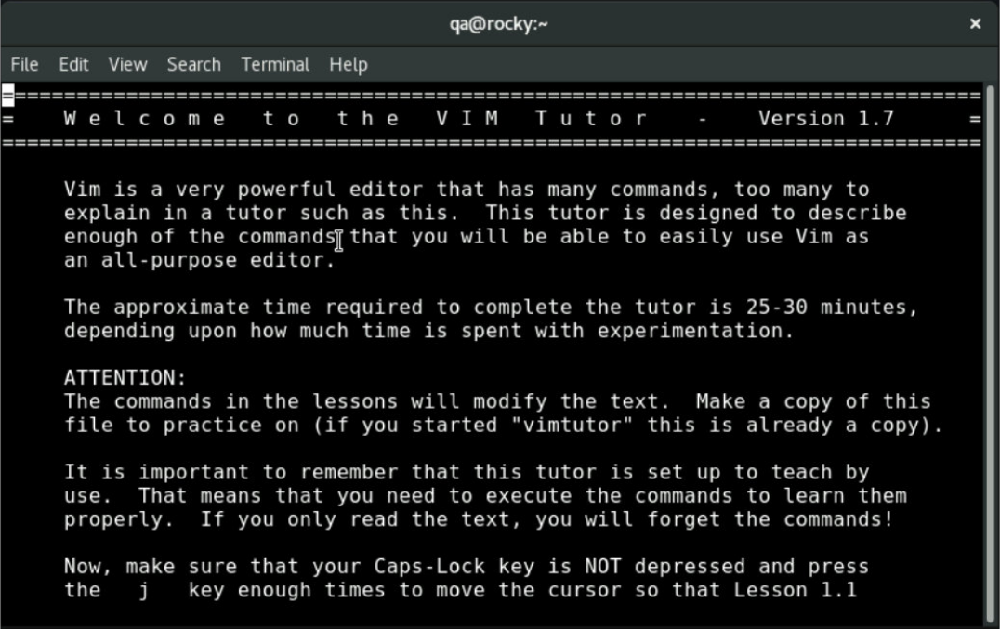 qa@rocky:~ ×
File Edit View Search Terminal Help
===============================================================================
=    W e l c o m e   t o   t h e   V I M   T u t o r    -    Version 1.7      =
===============================================================================
Vim is a very powerful editor that has many commands, too many to
explain in a tutor such as this.  This tutor is designed to describe
enough of the commands that you will be able to easily use Vim as
an all-purpose editor.
The approximate time required to complete the tutor is 25-30 minutes,
depending upon how much time is spent with experimentation.
ATTENTION:
The commands in the lessons will modify the text.  Make a copy of this
file to practice on (if you started "vimtutor" this is already a copy).
It is important to remember that this tutor is set up to teach by
use.  That means that you need to execute the commands to learn them
properly.  If you only read the text, you will forget the commands!
Now, make sure that your Caps-Lock key is NOT depressed and press
the   j   key enough times to move the cursor so that Lesson 1.1